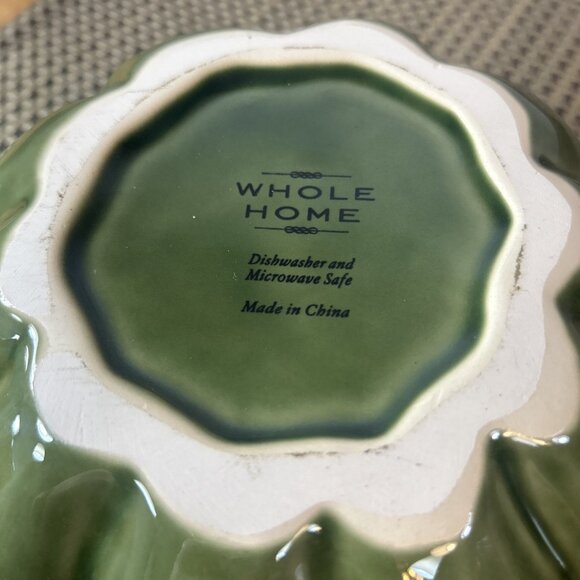 WHOLE
HOME
Dishwasher and
Microwave Safe
Made in China